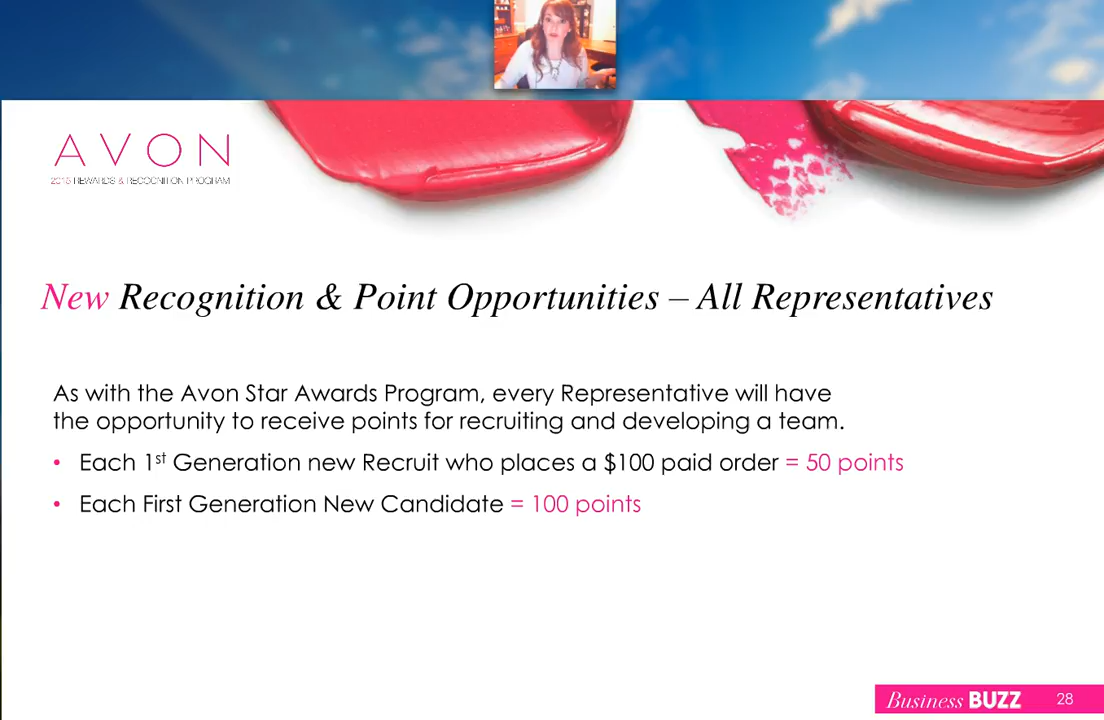 AVON
2015 REWARDS & RECOGNITION PROGRAM
New Recognition & Point Opportunities – All Representatives
As with the Avon Star Awards Program, every Representative will have
the opportunity to receive points for recruiting and developing a team.
• Each 1st Generation new Recruit who places a $100 paid order = 50 points
• Each First Generation New Candidate = 100 points
Business BUZZ 28